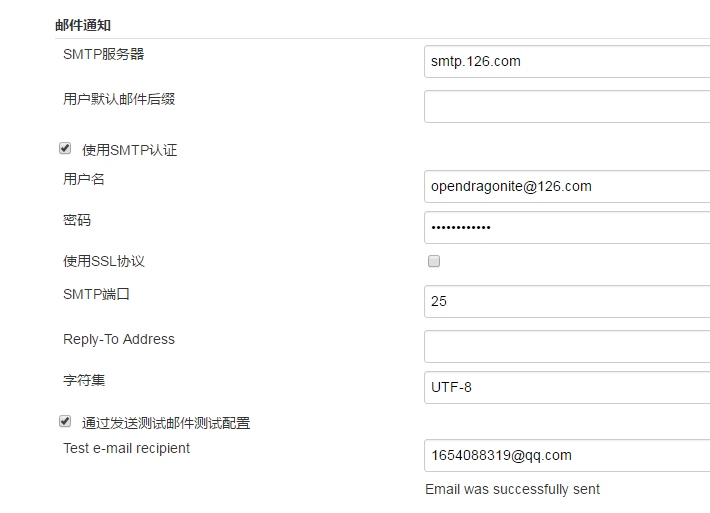 邮件通知
SMTP服务器 smtp.126.com
用户默认邮件后缀
使用SMTP认证
用户名 opendragonite@126.com
密码 ••••••••••••
使用SSL协议
SMTP端口 25
Reply-To Address
字符集 UTF-8
通过发送测试邮件测试配置
Test e-mail recipient 1654088319@qq.com
Email was successfully sent